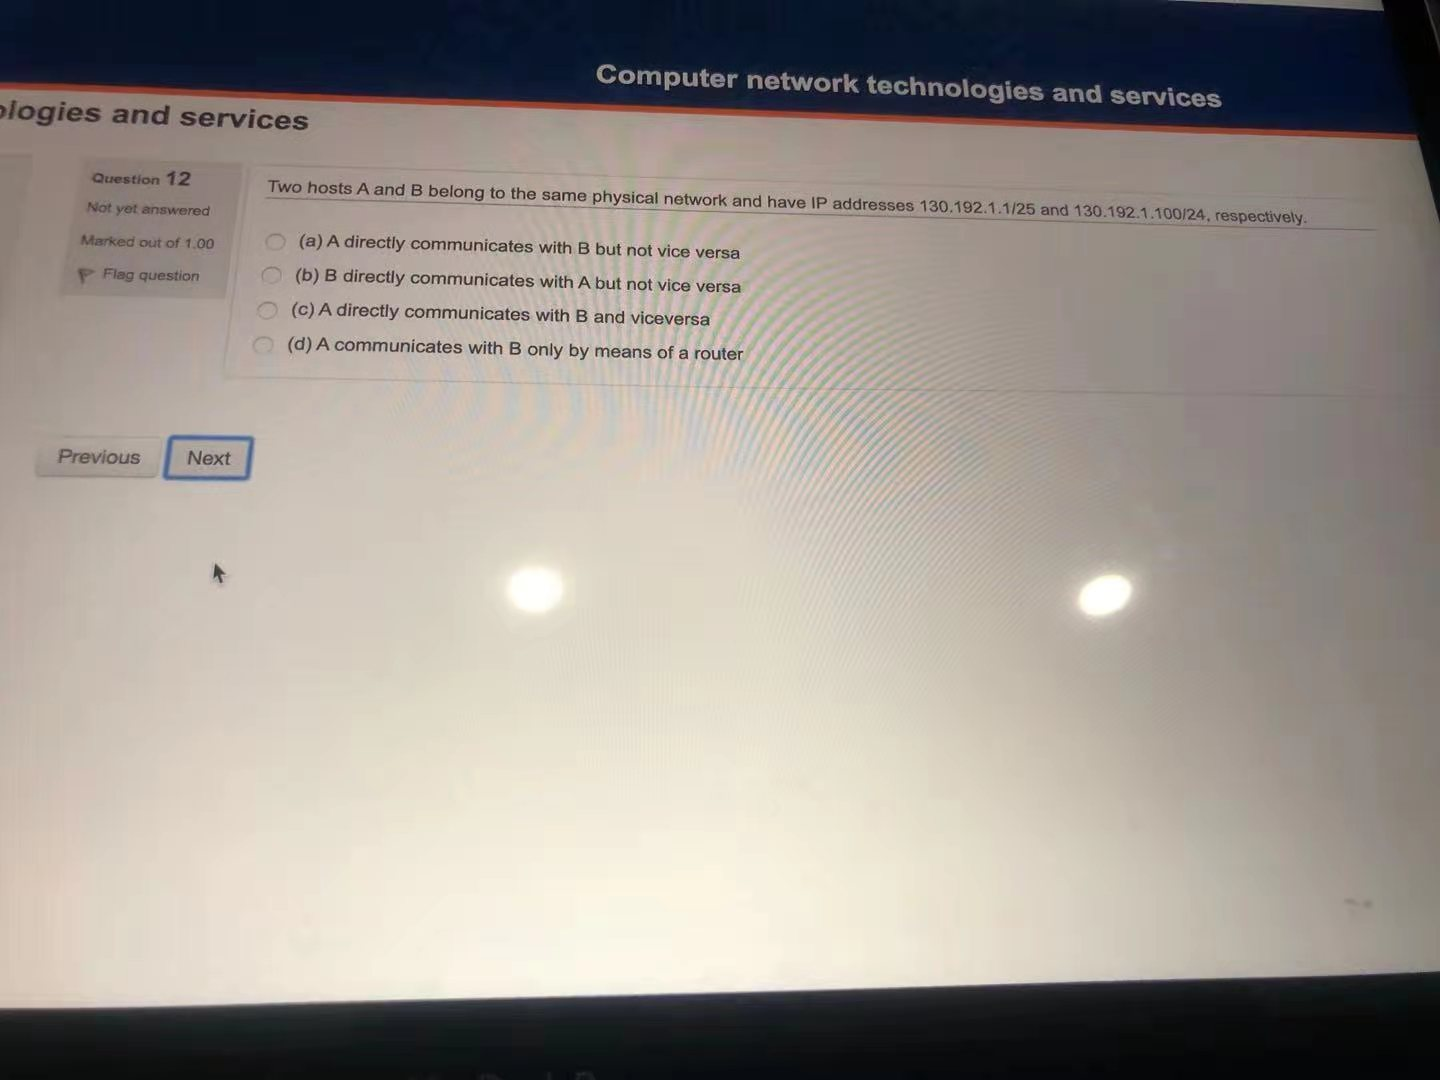 Computer network technologies and services
ologies and services
Question 12
Not yet answered
Marked out of 1.00
Flag question
Two hosts A and B belong to the same physical network and have IP addresses 130.192.1.1/25 and 130.192.1.100/24, respectively.
(a) A directly communicates with B but not vice versa
(b) B directly communicates with A but not vice versa
(c) A directly communicates with B and viceversa
(d) A communicates with B only by means of a router
Previous
Next